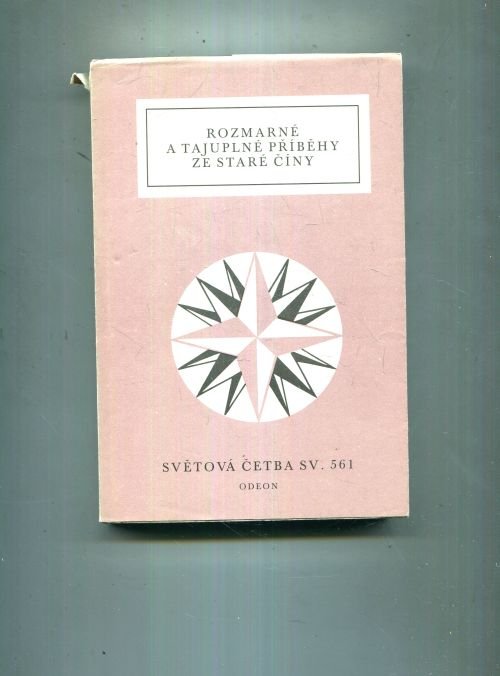 ROZMARNÉ
A TAJUPLNÉ PŘÍBĚHY
ZE STARÉ ČÍNY
SVĚTOVÁ ČETBA SV. 561
ODEON